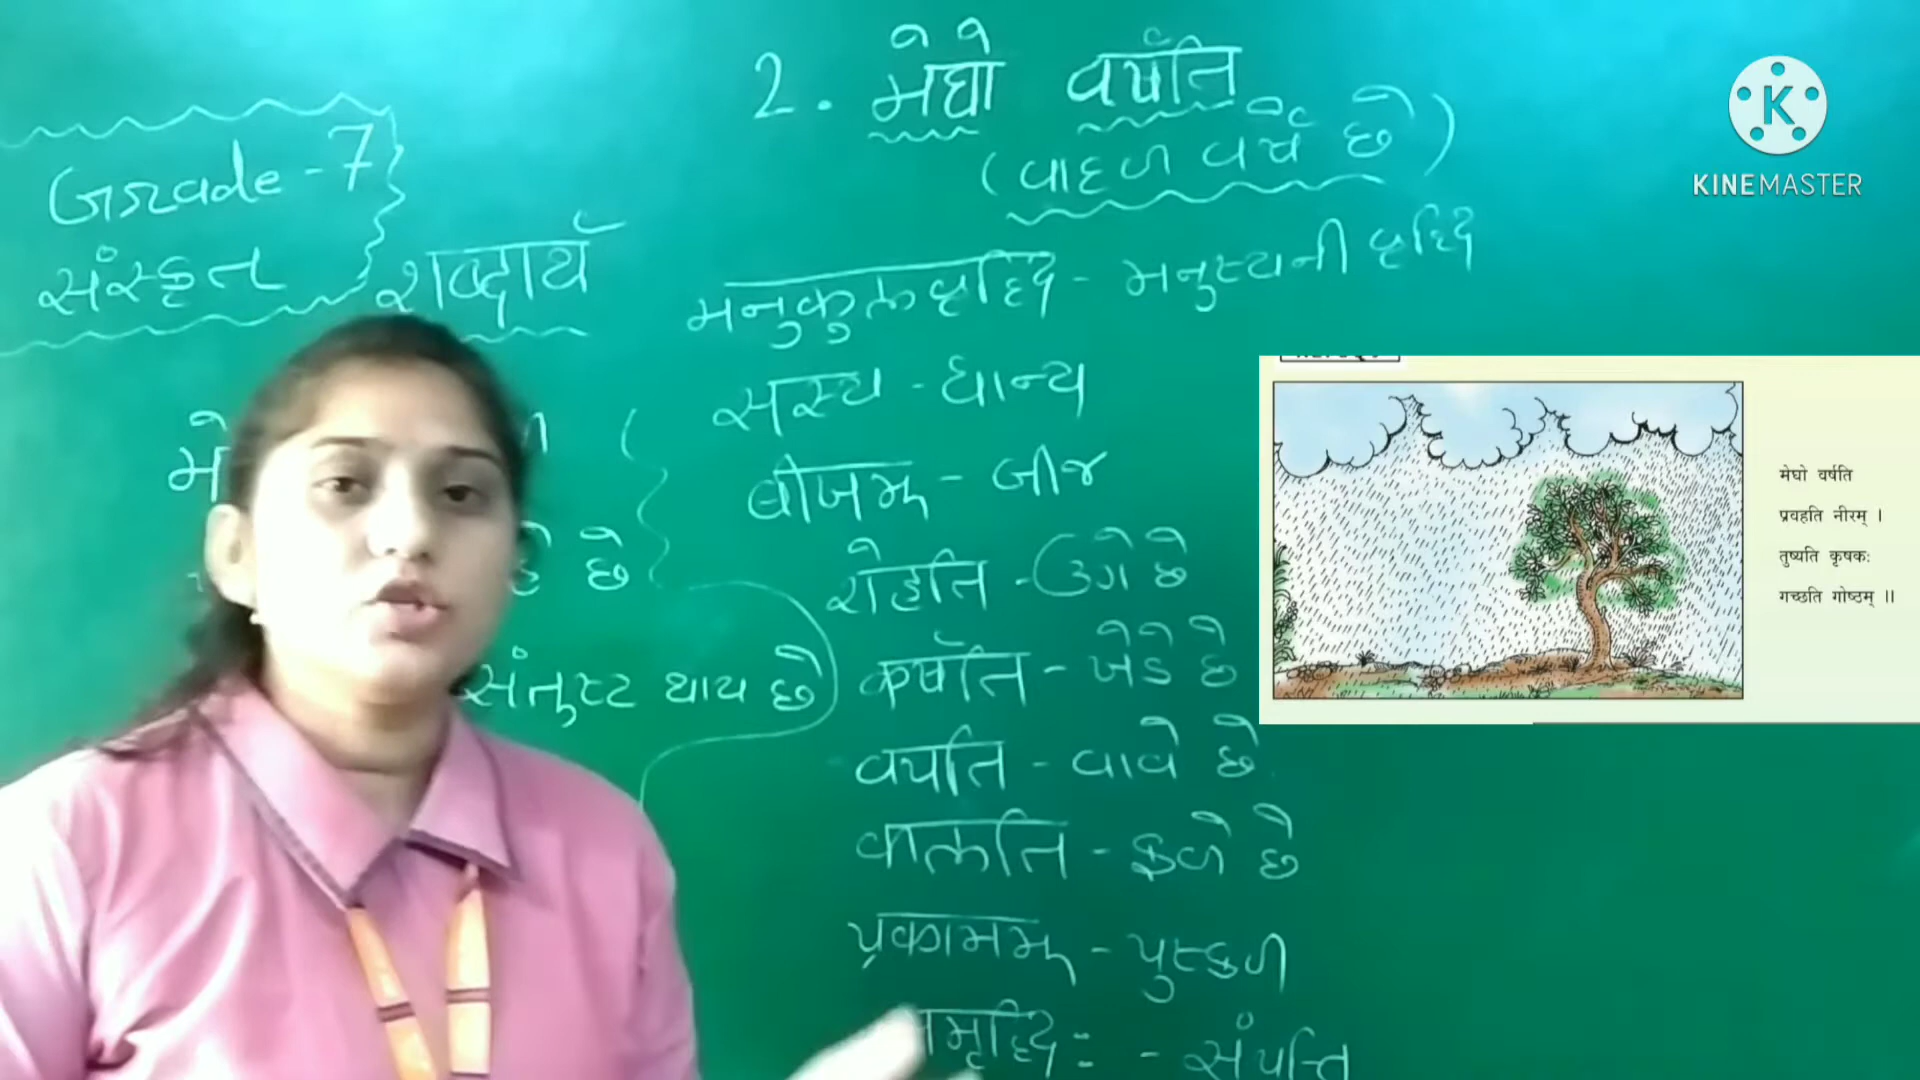 2. मेघो वर्षति
(વાદળ વર્ષે છે)
Grade-7
संस्कृत
शब्दार्थ
KINEMASTER
मनुकुलवृद्धि - મનુષ્યની વૃદ્ધિ
सस्य - ધાન્ય
बीजम् - બીજ
रोहति - ઉગે છે
कर्षति - ખેડે છે
वपति - વાવે છે
फलति - ફળે છે
प्रकामम् - પુષ્કળ
समृद्धिः - સંપત્તિ
છે
સંતુષ્ટ થાય છે
मेघो वर्षति
प्रवहति नीरम् ।
तुष्यति कृषकः
गच्छति गोष्ठम् ॥